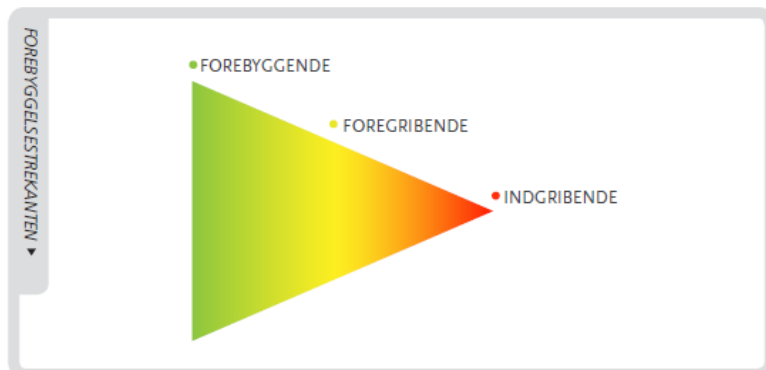 FOREBYGGELSESTREKANTEN ▼
• FOREBYGGENDE
• FOREGRIBENDE
• INDGRIBENDE